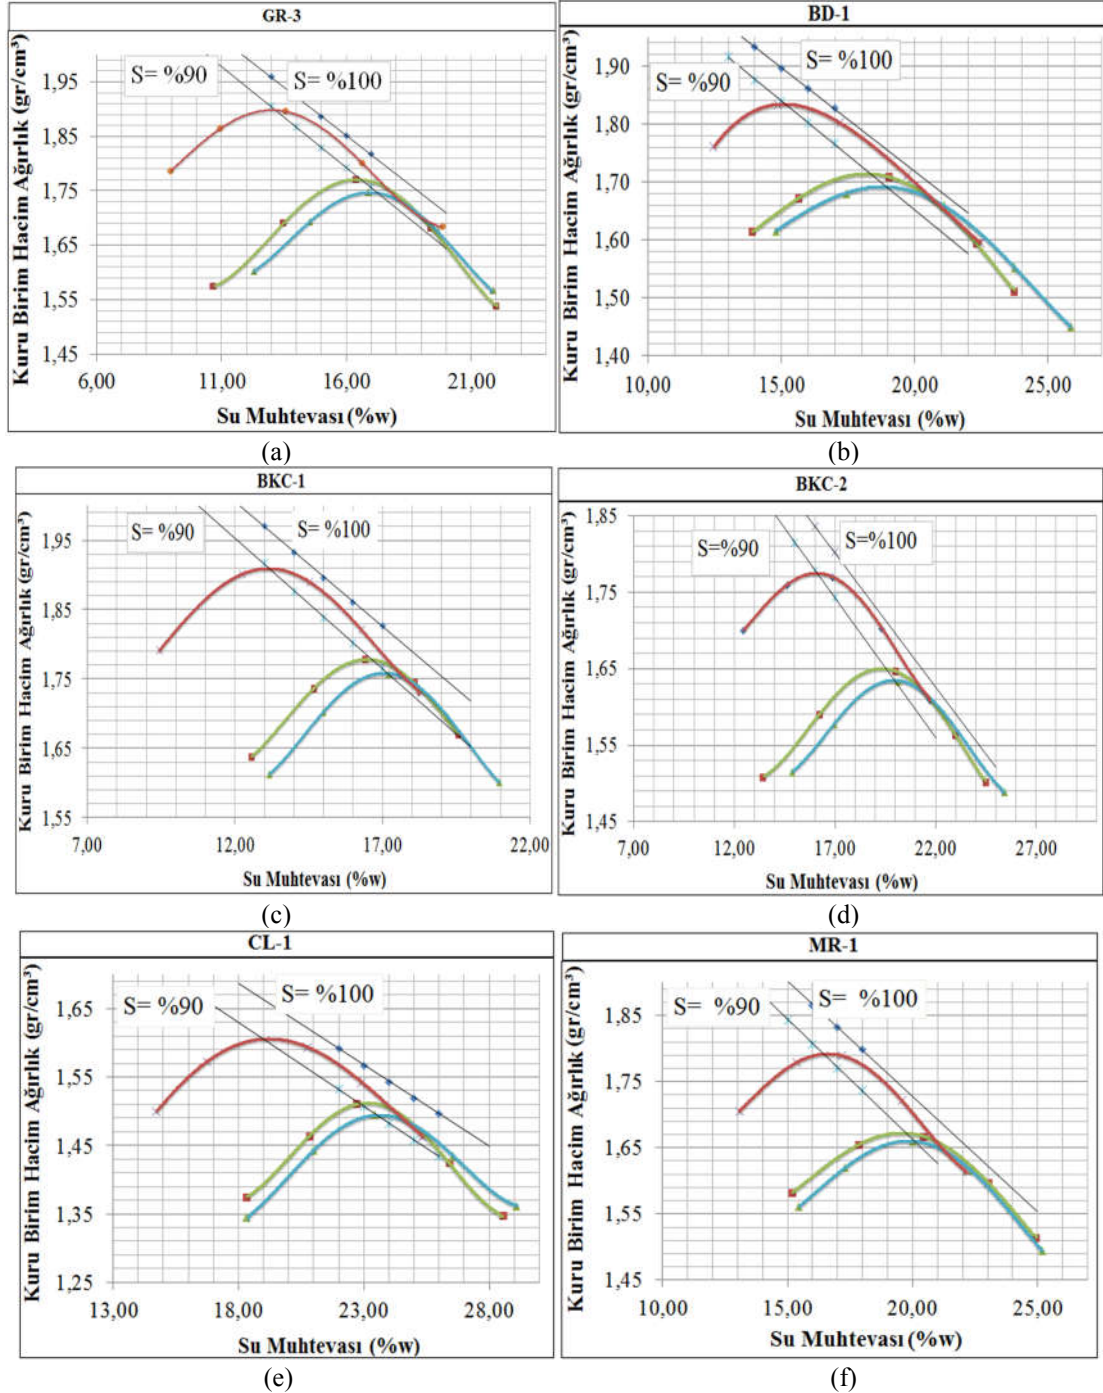 GR-3
Kuru Birim Hacim Ağırlık (gr/cm³)
S= %90
S= %100
1,95
1,85
1,75
1,65
1,55
1,45
6,00 11,00 16,00 21,00
Su Muhtevası (%w)
(a)
BD-1
Kuru Birim Hacim Ağırlık (gr/cm³)
S= %90
S= %100
1,90
1,80
1,70
1,60
1,50
1,40
10,00 15,00 20,00 25,00
Su Muhtevası (%w)
(b)
BKC-1
Kuru Birim Hacim Ağırlık (gr/cm³)
S= %90
S= %100
1,95
1,85
1,75
1,65
1,55
7,00 12,00 17,00 22,00
Su Muhtevası (%w)
(c)
BKC-2
Kuru Birim Hacim Ağırlık (gr/cm³)
S=%90
S=%100
1,85
1,75
1,65
1,55
1,45
7,00 12,00 17,00 22,00 27,00
Su Muhtevası (%w)
(d)
CL-1
Kuru Birim Hacim Ağırlık (gr/cm³)
S= %90
S= %100
1,65
1,55
1,45
1,35
1,25
13,00 18,00 23,00 28,00
Su Muhtevası (%w)
(e)
MR-1
Kuru Birim Hacim Ağırlık (gr/cm³)
S= %90
S= %100
1,85
1,75
1,65
1,55
1,45
10,00 15,00 20,00 25,00
Su Muhtevası (%w)
(f)